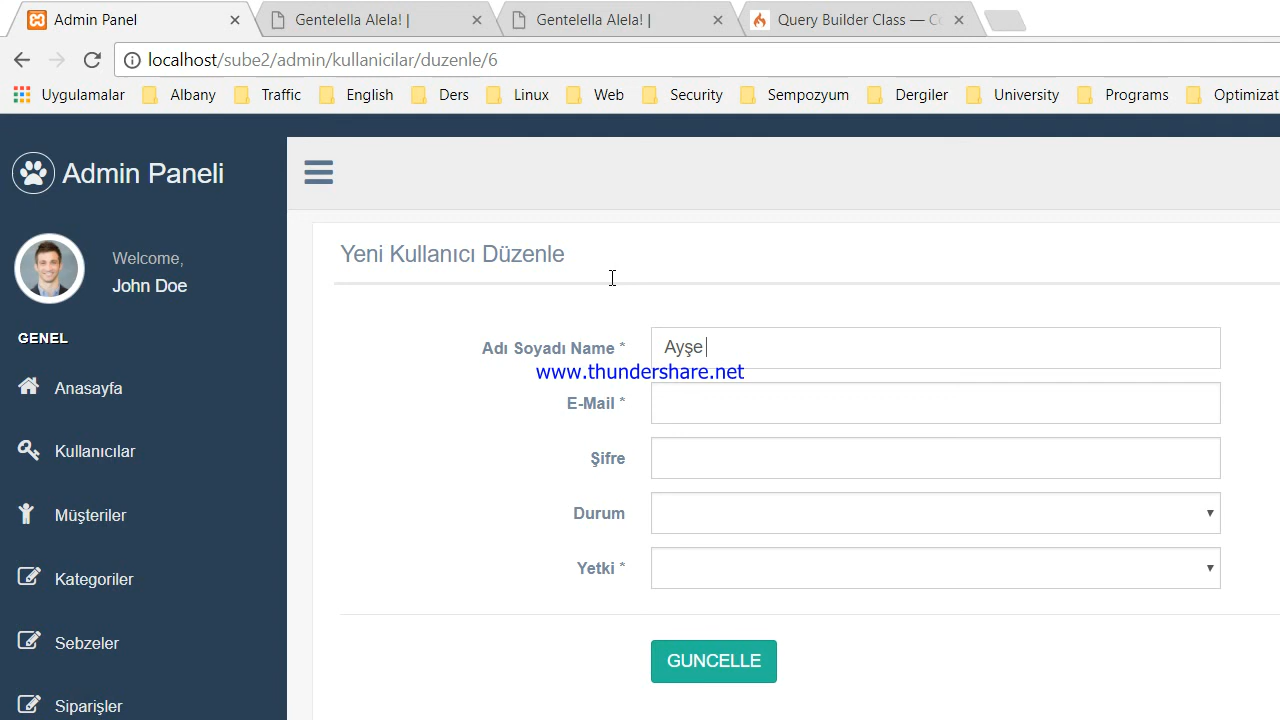 Admin Panel
Gentelella Alela! |
Gentelella Alela! |
Query Builder Class — C
localhost/sube2/admin/kullanicilar/duzenle/6
Uygulamalar Albany Traffic English Ders Linux Web Security Sempozyum Dergiler University Programs Optimizat
Admin Paneli
Welcome,
John Doe
GENEL
Anasayfa
Kullanıcılar
Müşteriler
Kategoriler
Sebzeler
Siparişler
Yeni Kullanıcı Düzenle
Adı Soyadı Name * Ayşe
www.thundershare.net
E-Mail *
Şifre
Durum
Yetki *
GUNCELLE